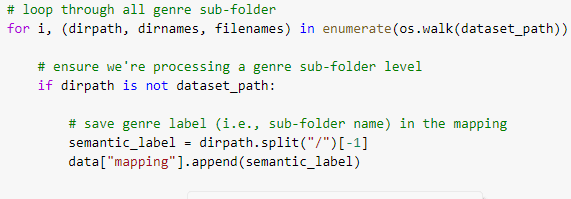 # loop through all genre sub-folder
for i, (dirpath, dirnames, filenames) in enumerate(os.walk(dataset_path))
# ensure we're processing a genre sub-folder level
if dirpath is not dataset_path:
# save genre label (i.e., sub-folder name) in the mapping
semantic_label = dirpath.split("/")[-1]
data["mapping"].append(semantic_label)